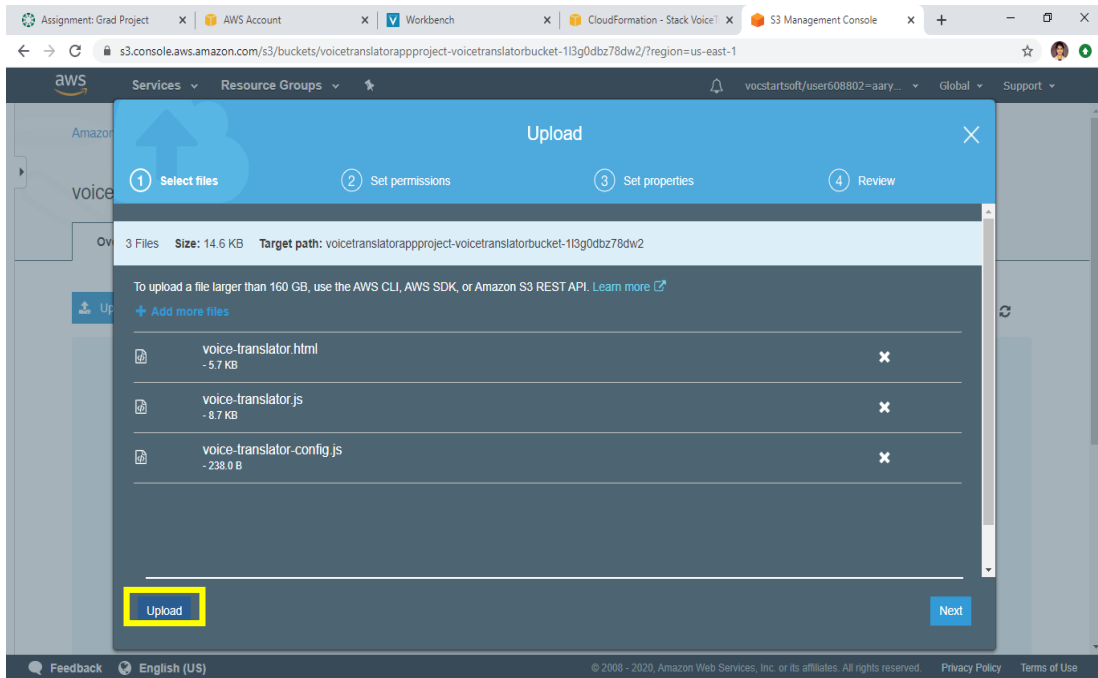 Assignment: Grad Project
AWS Account
Workbench
CloudFormation - Stack VoiceT
S3 Management Console
s3.console.aws.amazon.com/s3/buckets/voicetranslatorappproject-voicetranslatorbucket-1l3g0dbz78dw2/?region=us-east-1
aws Services Resource Groups vocstartsoft/user608802=aary... Global Support
Amazon
Upload
1 Select files 2 Set permissions 3 Set properties 4 Review
voice
Ov
3 Files Size: 14.6 KB Target path: voicetranslatorappproject-voicetranslatorbucket-1l3g0dbz78dw2
To upload a file larger than 160 GB, use the AWS CLI, AWS SDK, or Amazon S3 REST API. Learn more
Up
+ Add more files
voice-translator.html
- 5.7 KB
voice-translator.js
- 8.7 KB
voice-translator-config.js
- 238.0 B
Upload Next
Feedback English (US) © 2008 - 2020, Amazon Web Services, Inc. or its affiliates. All rights reserved. Privacy Policy Terms of Use